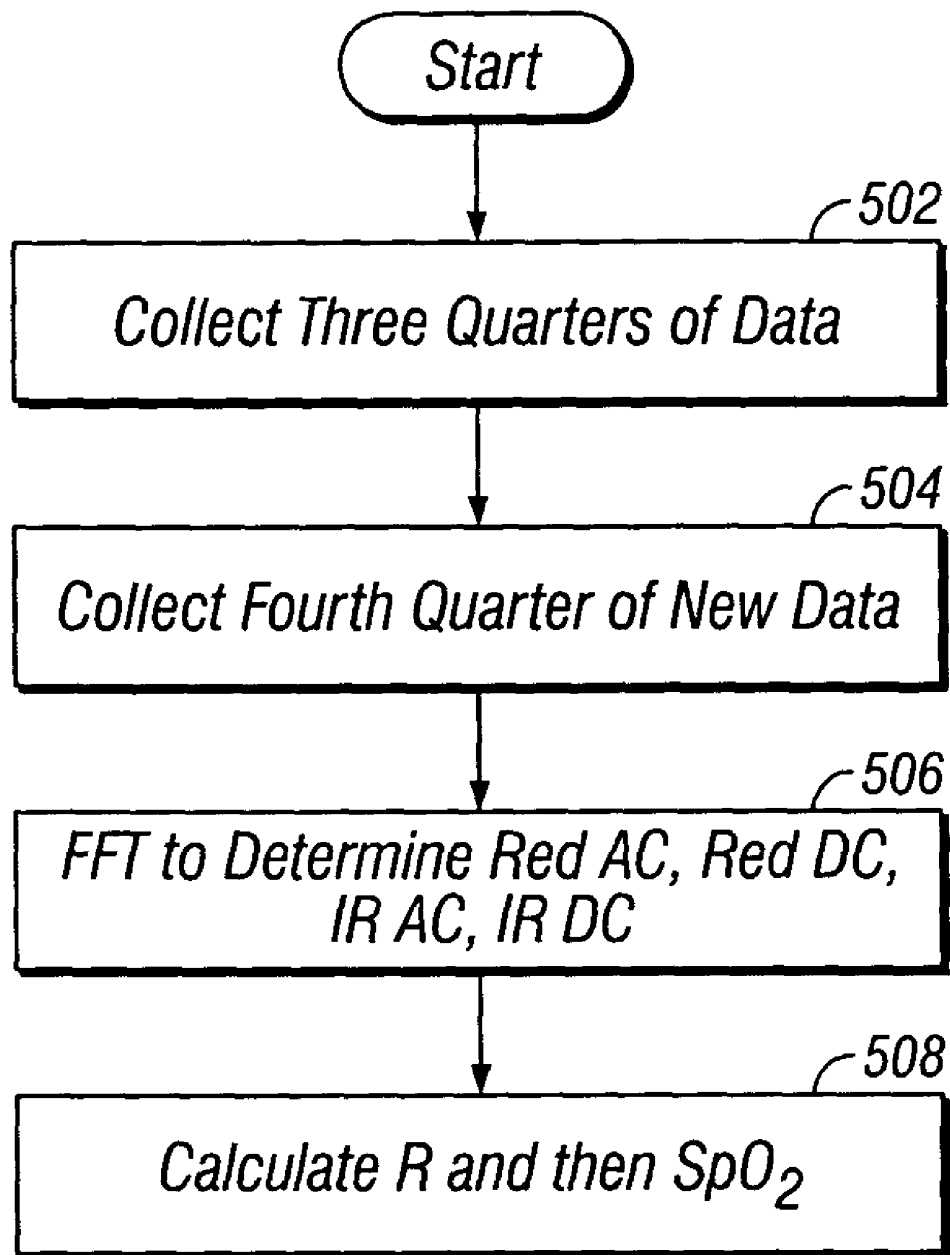 Start
502
Collect Three Quarters of Data
504
Collect Fourth Quarter of New Data
506
FFT to Determine Red AC, Red DC,
IR AC, IR DC
508
Calculate R and then SpO₂